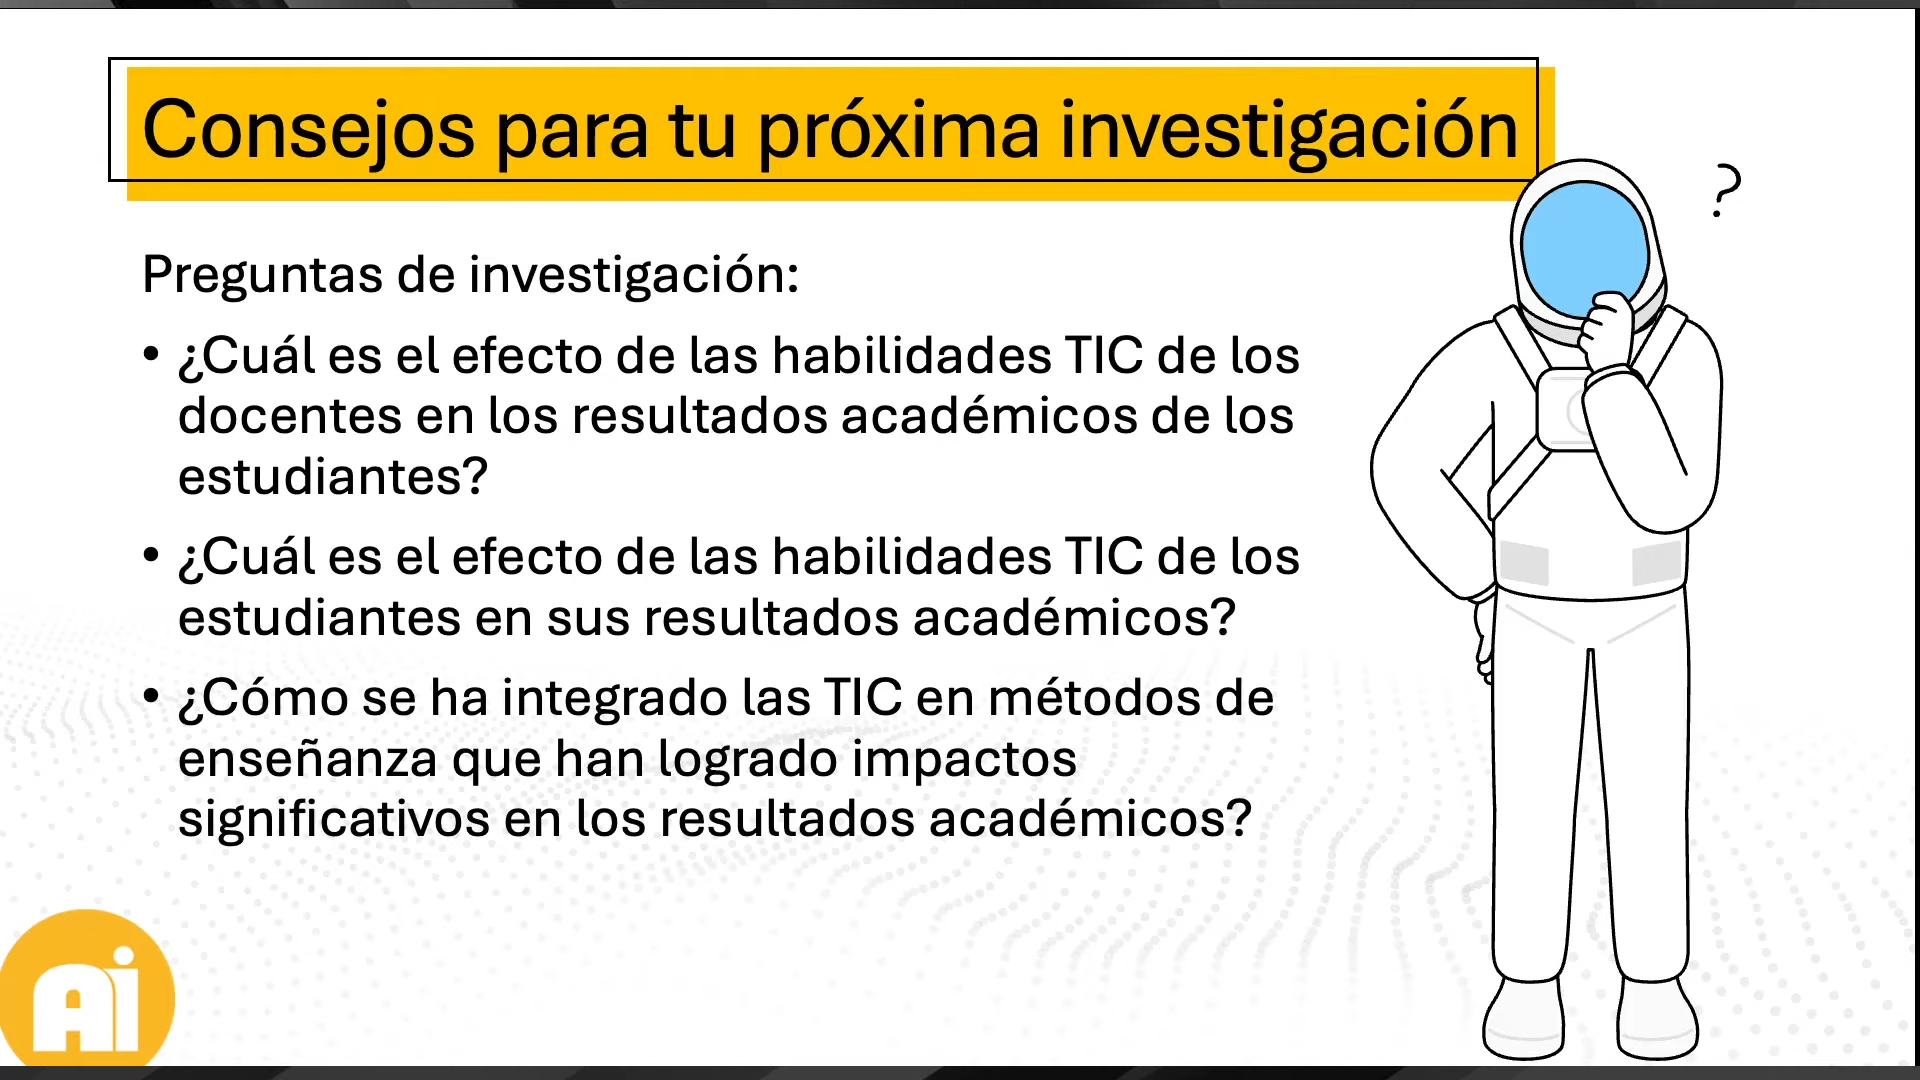 Consejos para tu próxima investigación
?
Preguntas de investigación:
• ¿Cuál es el efecto de las habilidades TIC de los
docentes en los resultados académicos de los
estudiantes?
• ¿Cuál es el efecto de las habilidades TIC de los
estudiantes en sus resultados académicos?
• ¿Cómo se ha integrado las TIC en métodos de
enseñanza que han logrado impactos
significativos en los resultados académicos?
Ai